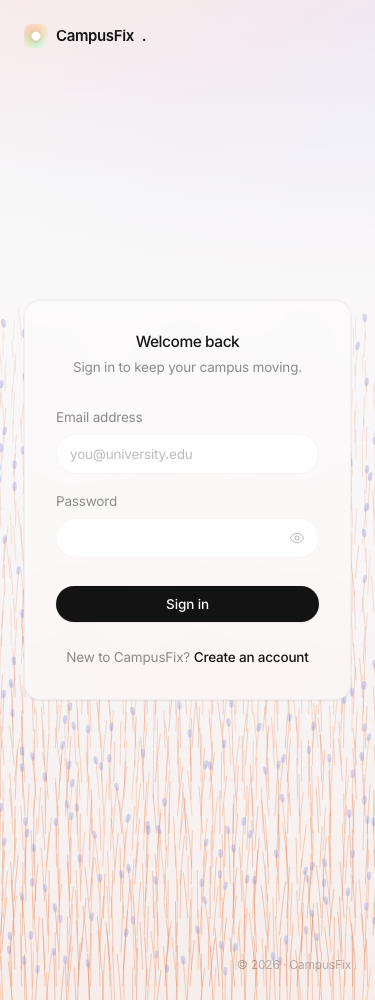 CampusFix .
Welcome back
Sign in to keep your campus moving.
Email address
you@university.edu
Password
Sign in
New to CampusFix? Create an account
© 2026 · CampusFix